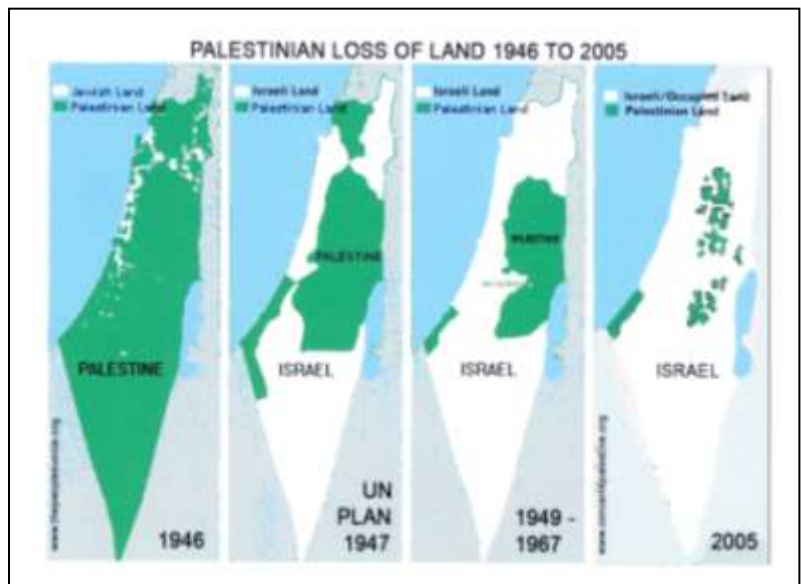 PALESTINIAN LOSS OF LAND 1946 TO 2005
Jewish Land
Palestinian Land
PALESTINE
1946
Israeli Land
Palestinian Land
PALESTINE
ISRAEL
UN
PLAN
1947
Israeli Land
Palestinian Land
ISRAEL
1949 -
1967
Israeli/Occupied Land
Palestinian Land
ISRAEL
2005